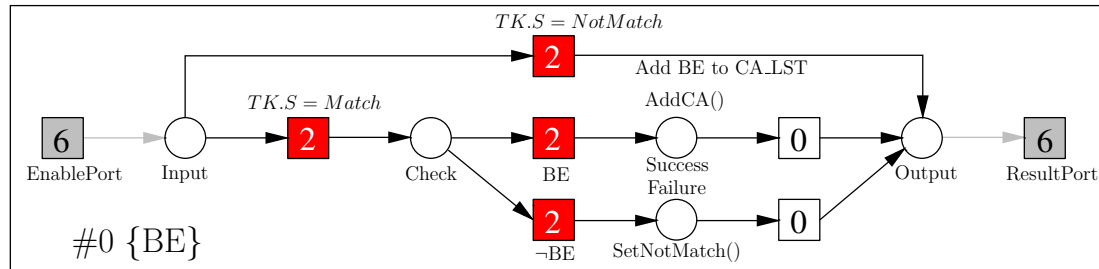 TK.S = NotMatch
2
Add BE to CA_LST
TK.S = Match
AddCA()
6
2
2
0
6
EnablePort
Input
Check
BE
Success
Output
ResultPort
Failure
2
0
#0 {BE}
¬BE
SetNotMatch()